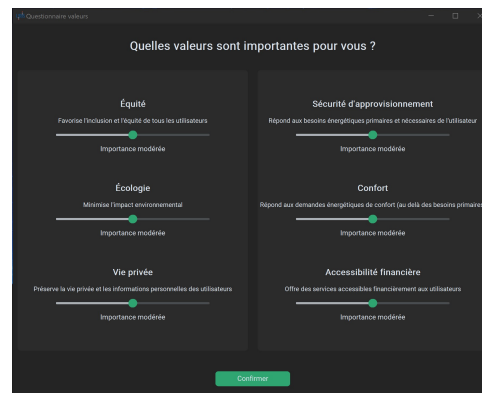 Questionnaire valeurs
Quelles valeurs sont importantes pour vous ?
Équité
Favorise l'inclusion et l'équité de tous les utilisateurs
Importance modérée
Écologie
Minimise l'impact environnemental
Importance modérée
Vie privée
Préserve la vie privée et les informations personnelles des utilisateurs
Importance modérée
Sécurité d'approvisionnement
Répond aux besoins énergétiques primaires et nécessaires de l'utilisateur
Importance modérée
Confort
Répond aux demandes énergétiques de confort (au delà des besoins primaires
Importance modérée
Accessibilité financière
Offre des services accessibles financièrement aux utilisateurs
Importance modérée
Confirmer